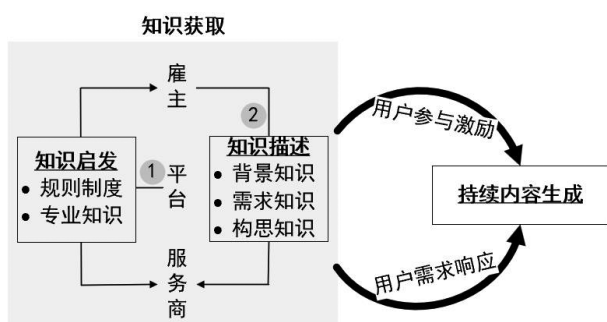 知识获取
雇主
2
用户参与激励
知识启发
• 规则制度
• 专业知识
1
平台
知识描述
• 背景知识
• 需求知识
• 构思知识
持续内容生成
服务商
用户需求响应